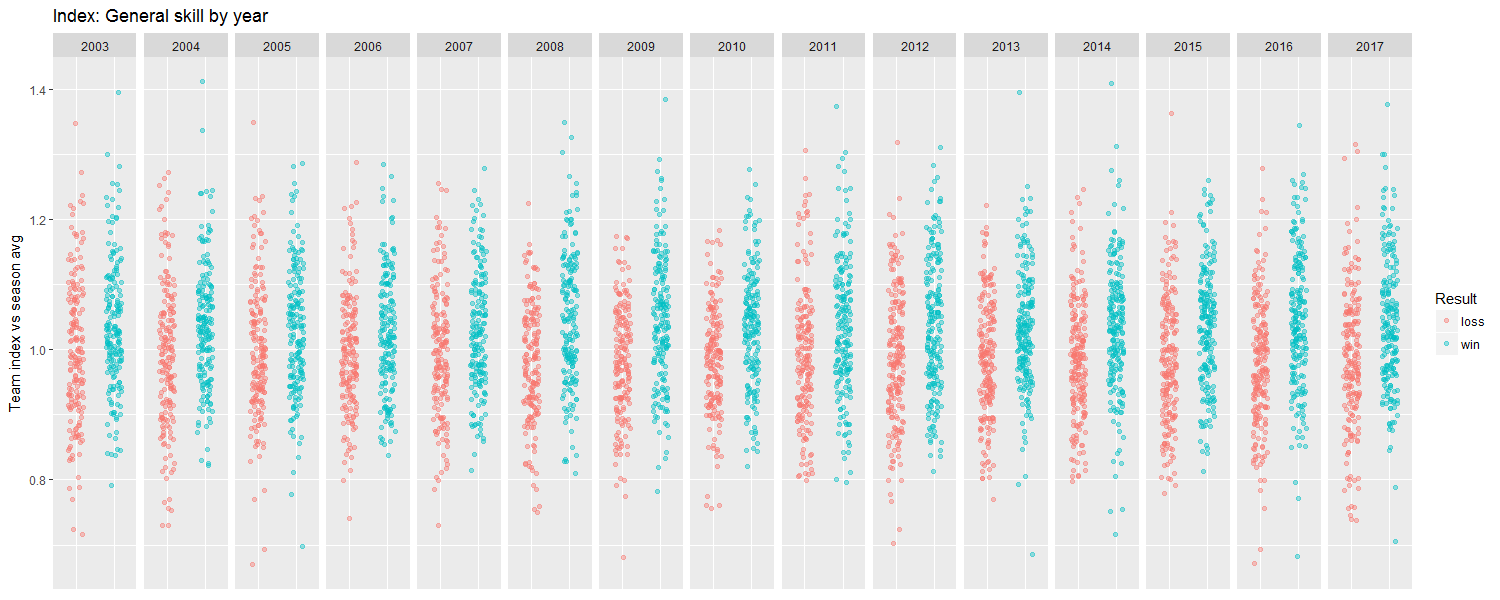 Index: General skill by year
2003 2004 2005 2006 2007 2008 2009 2010 2011 2012 2013 2014 2015 2016 2017
Team index vs season avg
1.4
1.2
1.0
0.8
Result
loss
win